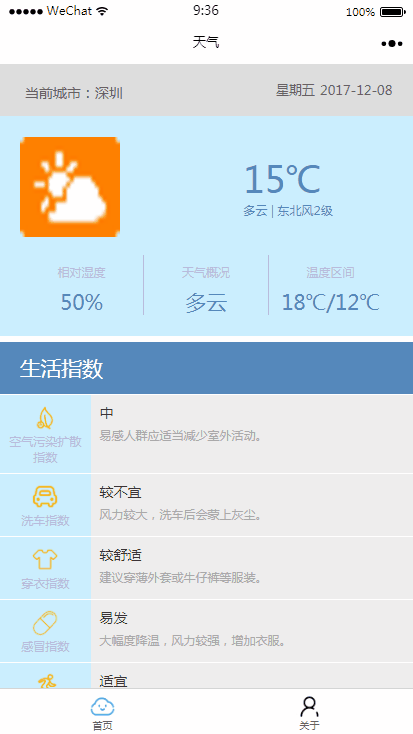 ●●●●● WeChat 9:36 100%
天气 •••
当前城市：深圳 星期五 2017-12-08
15℃
多云 | 东北风2级
相对湿度 天气概况 温度区间
50% 多云 18℃/12℃
生活指数
空气污染扩散
指数
中
易感人群应适当减少室外活动。
洗车指数
较不宜
风力较大，洗车后会蒙上灰尘。
穿衣指数
较舒适
建议穿薄外套或牛仔裤等服装。
感冒指数
易发
大幅度降温，风力较强，增加衣服。
适宜
首页 关于